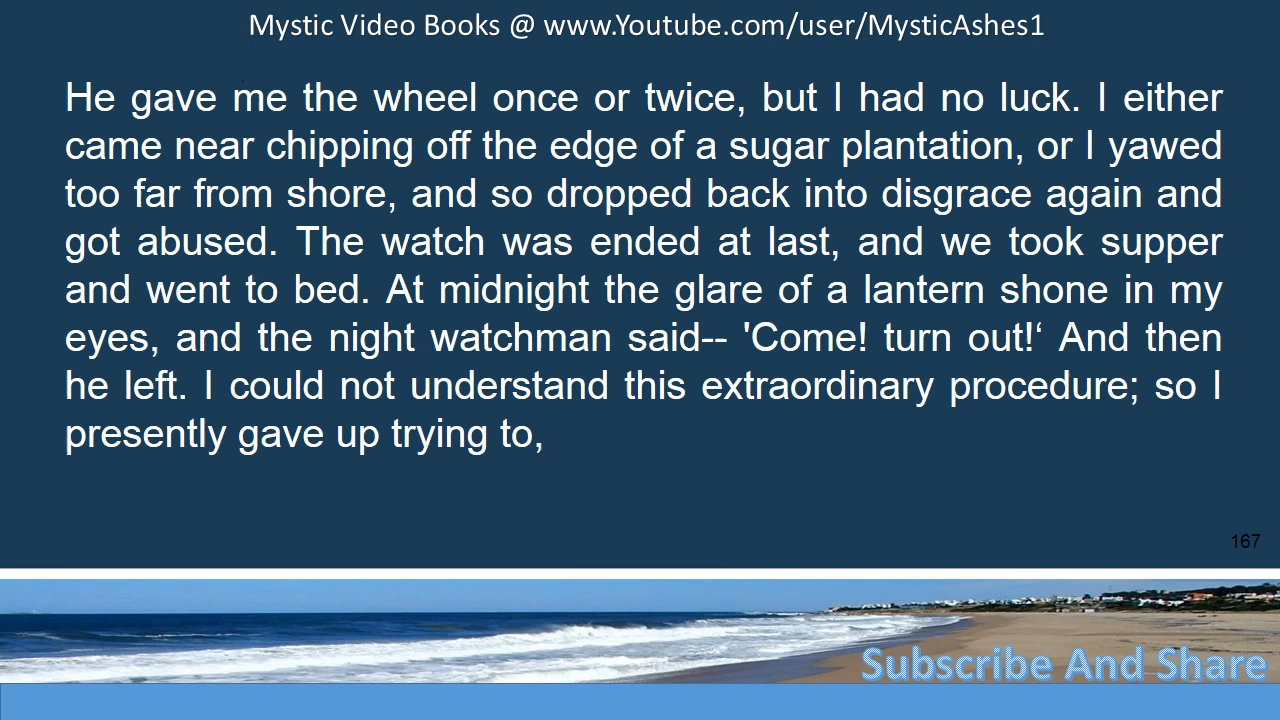 Mystic Video Books @ www.Youtube.com/user/MysticAshes1
He gave me the wheel once or twice, but I had no luck. I either
came near chipping off the edge of a sugar plantation, or I yawed
too far from shore, and so dropped back into disgrace again and
got abused. The watch was ended at last, and we took supper
and went to bed. At midnight the glare of a lantern shone in my
eyes, and the night watchman said-- 'Come! turn out!‘ And then
he left. I could not understand this extraordinary procedure; so I
presently gave up trying to,
167
Subscribe And Share